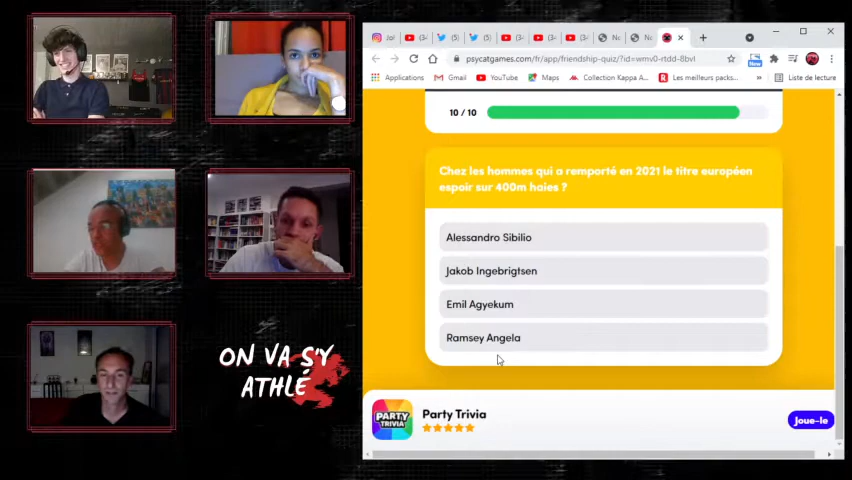 Applications
Gmail
YouTube
Maps
Collection Kappa A...
Les meilleurs packs...
Liste de lecture
psycatgames.com/fr/app/friendship-quiz/?id=wmv0-rtdd-8bvl
New
10 / 10
Chez les hommes qui a remporté en 2021 le titre européen
espoir sur 400m haies ?
Alessandro Sibilio
Jakob Ingebrigtsen
Emil Agyekum
Ramsey Angela
ON VA S'Y
ATHLÉ
PARTY
TRIVIA
Party Trivia
Joue-le